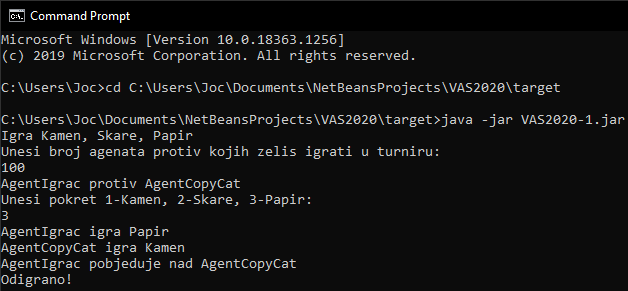 Command Prompt
Microsoft Windows [Version 10.0.18363.1256]
(c) 2019 Microsoft Corporation. All rights reserved.
C:\Users\Joc>cd C:\Users\Joc\Documents\NetBeansProjects\VAS2020\target
C:\Users\Joc\Documents\NetBeansProjects\VAS2020\target>java -jar VAS2020-1.jar
Igra Kamen, Skare, Papir
Unesi broj agenata protiv kojih zelis igrati u turniru:
100
AgentIgrac protiv AgentCopyCat
Unesi pokret 1-Kamen, 2-Skare, 3-Papir:
3
AgentIgrac igra Papir
AgentCopyCat igra Kamen
AgentIgrac pobjeduje nad AgentCopyCat
Odigrano!